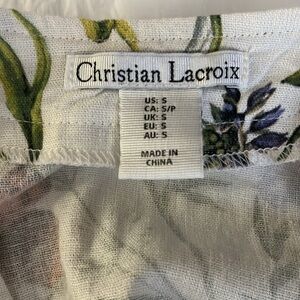 Christian Lacroix
US: S
CA: S/P
UK: S
EU: S
AU: S
MADE IN
CHINA